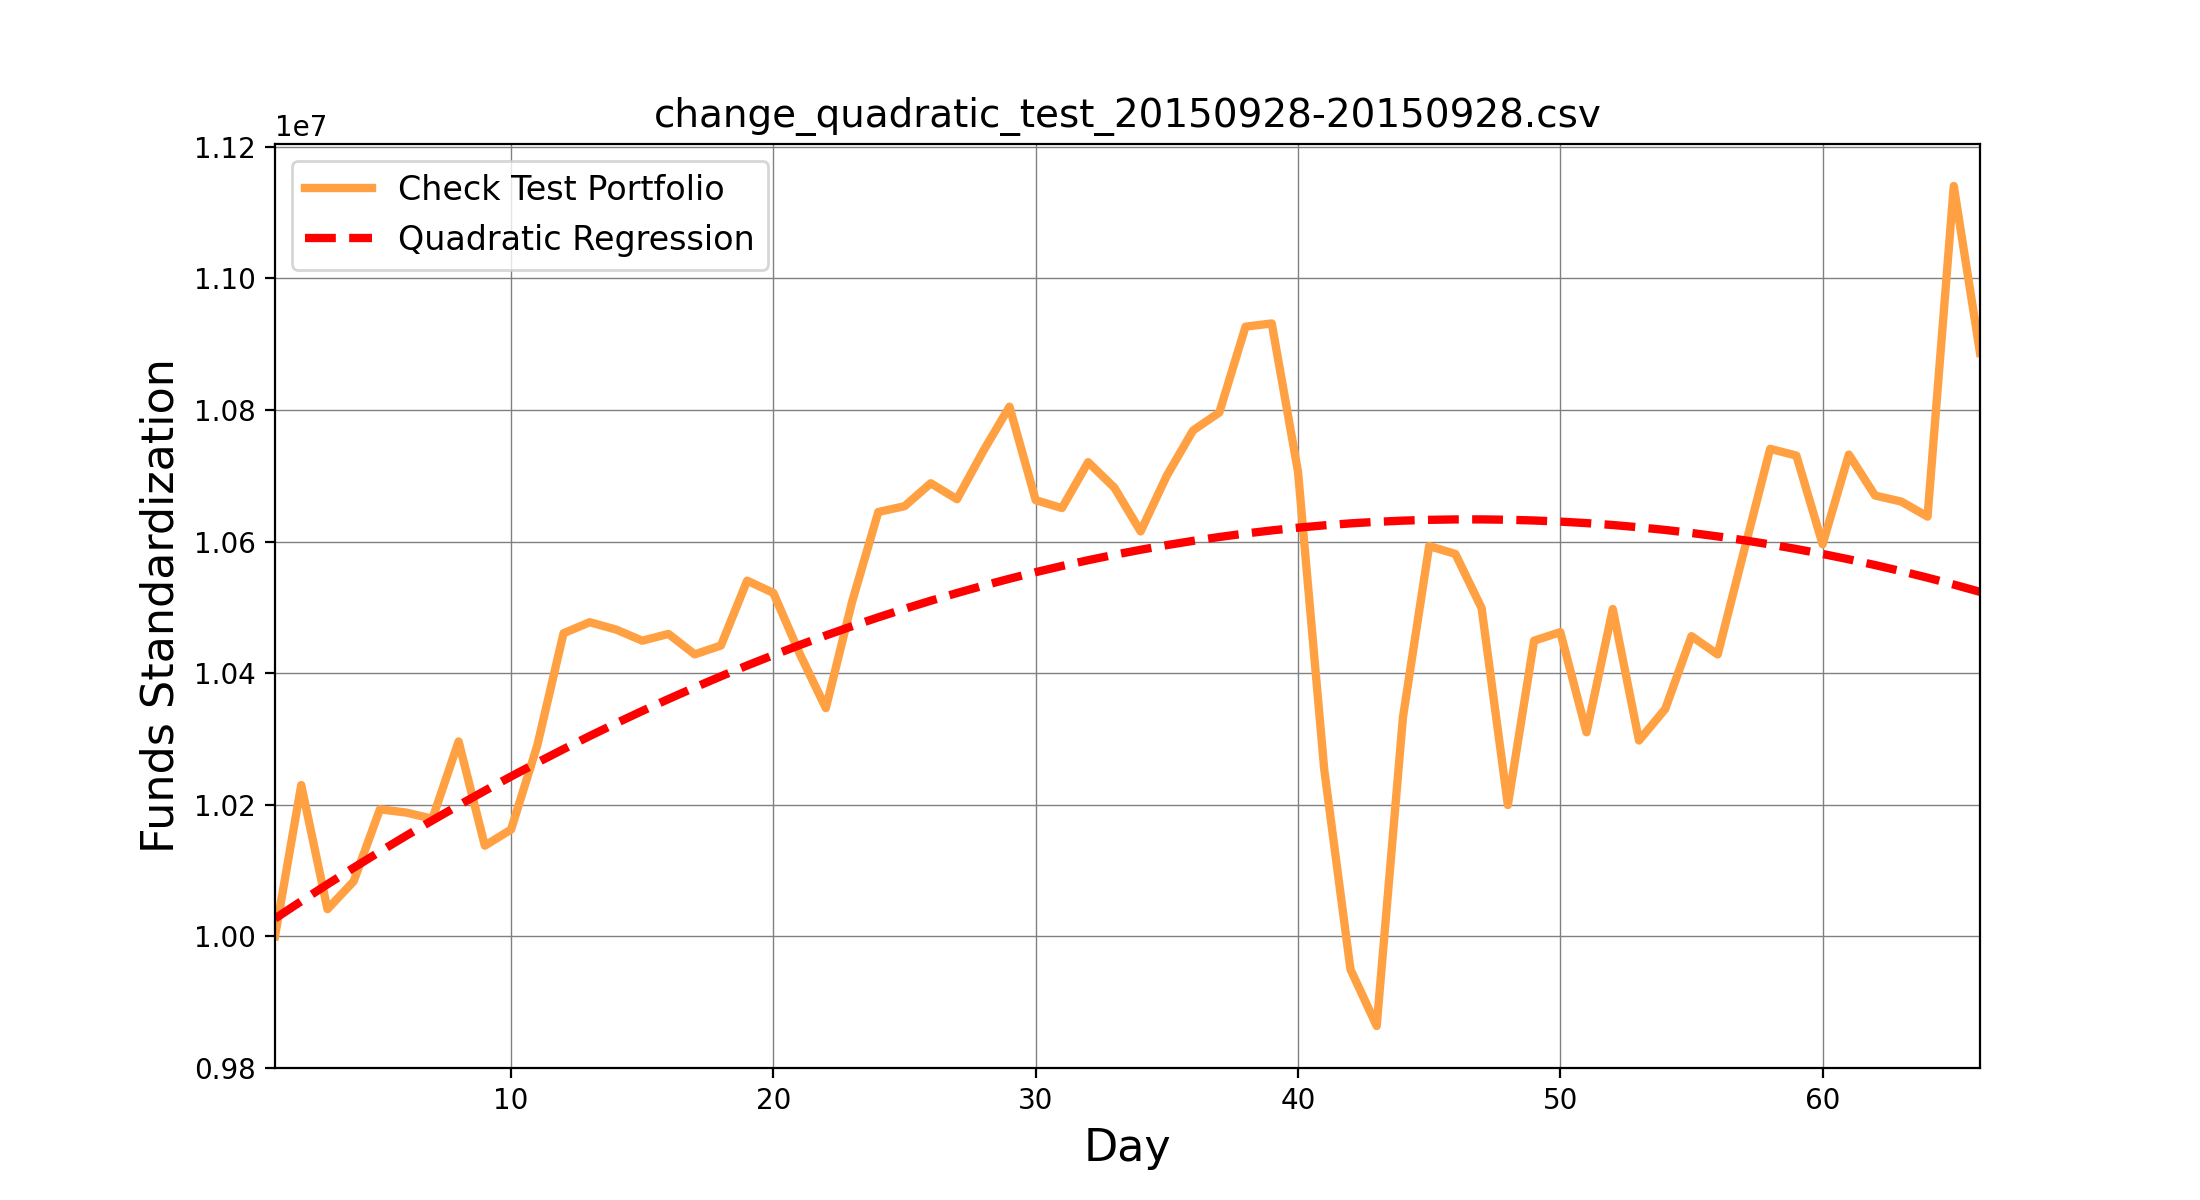 change_quadratic_test_20150928-20150928.csv
1e7
Check Test Portfolio
Quadratic Regression
1.12
1.10
1.08
1.06
1.04
1.02
1.00
0.98
Funds Standardization
10 20 30 40 50 60
Day